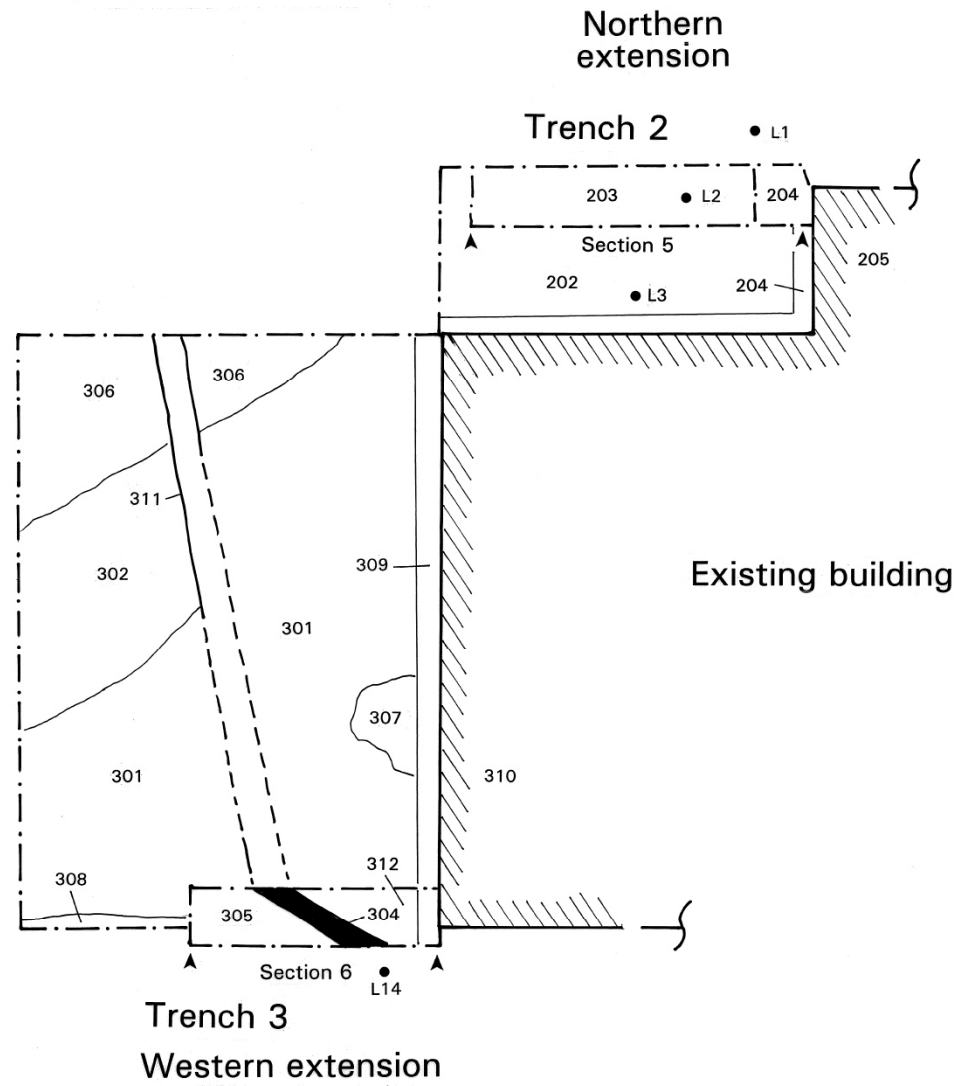 Northern
extension
Trench 2
L1
203
L2
204
Section 5
205
202
L3
204
306
306
311
302
309
Existing building
301
307
301
310
312
308
305
304
Section 6
L14
Trench 3
Western extension